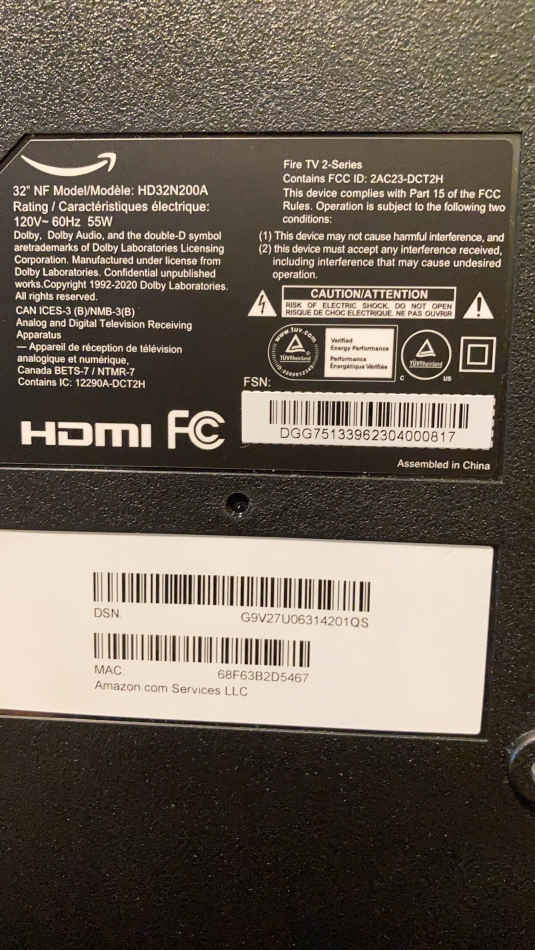 32" NF Model/Modèle: HD32N200A
Rating / Caractéristiques électrique:
120V~ 60Hz 55W
Dolby, Dolby Audio, and the double-D symbol
aretrademarks of Dolby Laboratories Licensing
Corporation. Manufactured under license from
Dolby Laboratories. Confidential unpublished
works.Copyright 1992-2020 Dolby Laboratories.
All rights reserved.
CAN ICES-3 (B)/NMB-3(B)
Analog and Digital Television Receiving
Apparatus
— Appareil de réception de télévision
analogique et numérique,
Canada BETS-7 / NTMR-7
Contains IC: 12290A-DCT2H
HDMI FC
Fire TV 2-Series
Contains FCC ID: 2AC23-DCT2H
This device complies with Part 15 of the FCC
Rules. Operation is subject to the following two
conditions:
(1) This device may not cause harmful interference, and
(2) this device must accept any interference received,
including interference that may cause undesired
operation.
CAUTION/ATTENTION
RISK OF ELECTRIC SHOCK. DO NOT OPEN
RISQUE DE CHOC ELECTRIQUE. NE PAS OUVRIR
www.tuv.com
TÜVRheinland
Verified
Energy Performance
Performance
Énergétique Vérifiée
TÜVRheinland
C US
FSN:
DGG75133962304000817
Assembled in China
DSN.
G9V27U06314201QS
MAC.
68F63B2D5467
Amazon com Services LLC